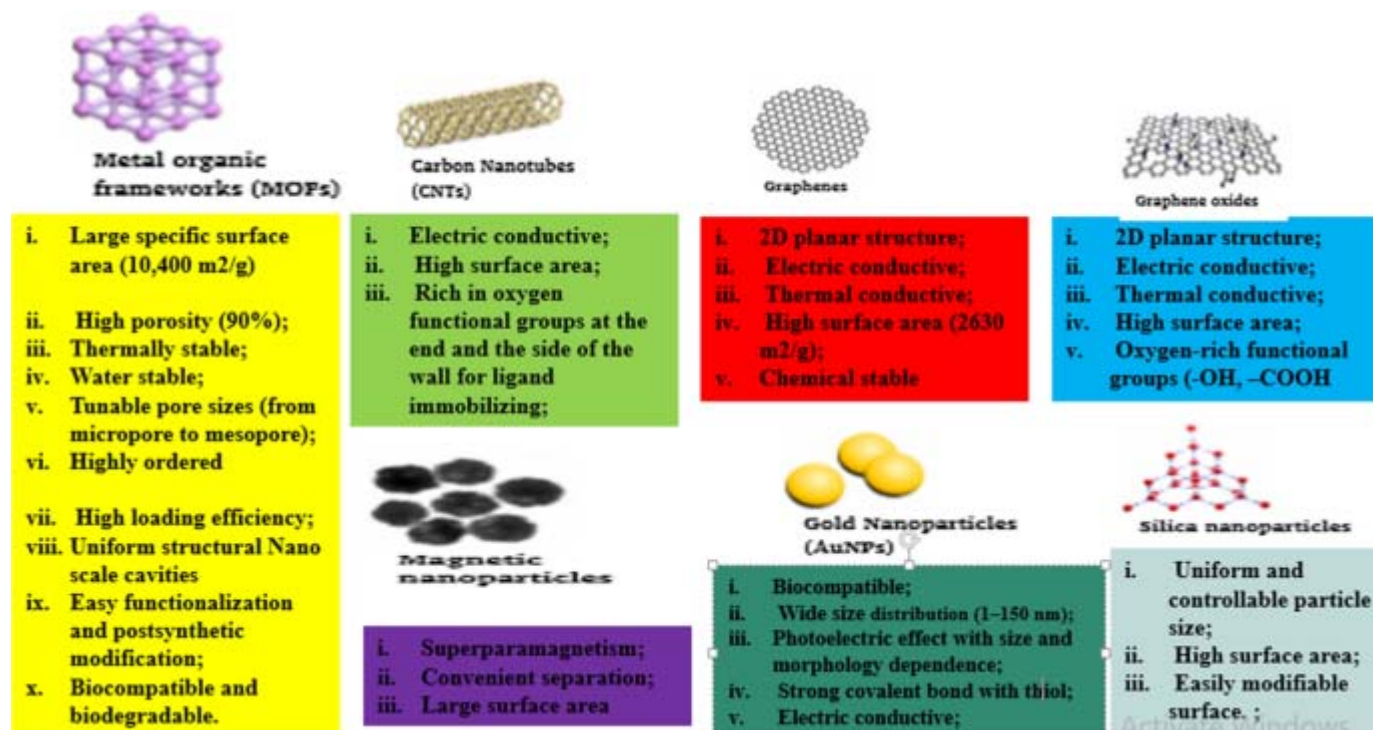 Metal organic
frameworks (MOFs)
i. Large specific surface
area (10,400 m2/g)
ii. High porosity (90%);
iii. Thermally stable;
iv. Water stable;
v. Tunable pore sizes (from
micropore to mesopore);
vi. Highly ordered
vii. High loading efficiency;
viii. Uniform structural Nano
scale cavities
ix. Easy functionalization
and postsynthetic
modification;
x. Biocompatible and
biodegradable.
Carbon Nanotubes
(CNTs)
i. Electric conductive;
ii. High surface area;
iii. Rich in oxygen
functional groups at the
end and the side of the
wall for ligand
immobilizing;
Graphenes
i. 2D planar structure;
ii. Electric conductive;
iii. Thermal conductive;
iv. High surface area (2630
m2/g);
v. Chemical stable
Graphene oxides
i. 2D planar structure;
ii. Electric conductive;
iii. Thermal conductive;
iv. High surface area;
v. Oxygen-rich functional
groups (-OH, –COOH
Magnetic
nanoparticles
i. Superparamagnetism;
ii. Convenient separation;
iii. Large surface area
Gold Nanoparticles
(AuNPs)
i. Biocompatible;
ii. Wide size distribution (1–150 nm);
iii. Photoelectric effect with size and
morphology dependence;
iv. Strong covalent bond with thiol;
v. Electric conductive;
Silica nanoparticles
i. Uniform and
controllable particle
size;
ii. High surface area;
iii. Easily modifiable
surface. ;
Activate Windows